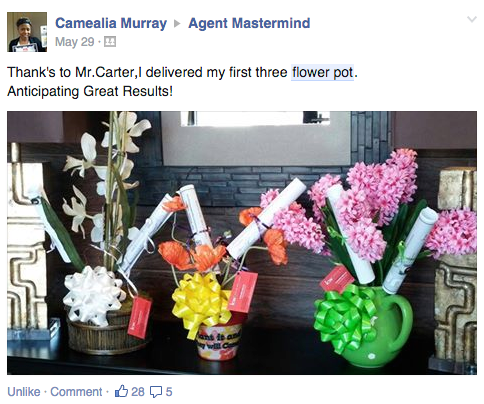 Camealia Murray ▸ Agent Mastermind
May 29 ·
Thank's to Mr.Carter,I delivered my first three flower pot.
Anticipating Great Results!
Unlike · Comment · 28 5